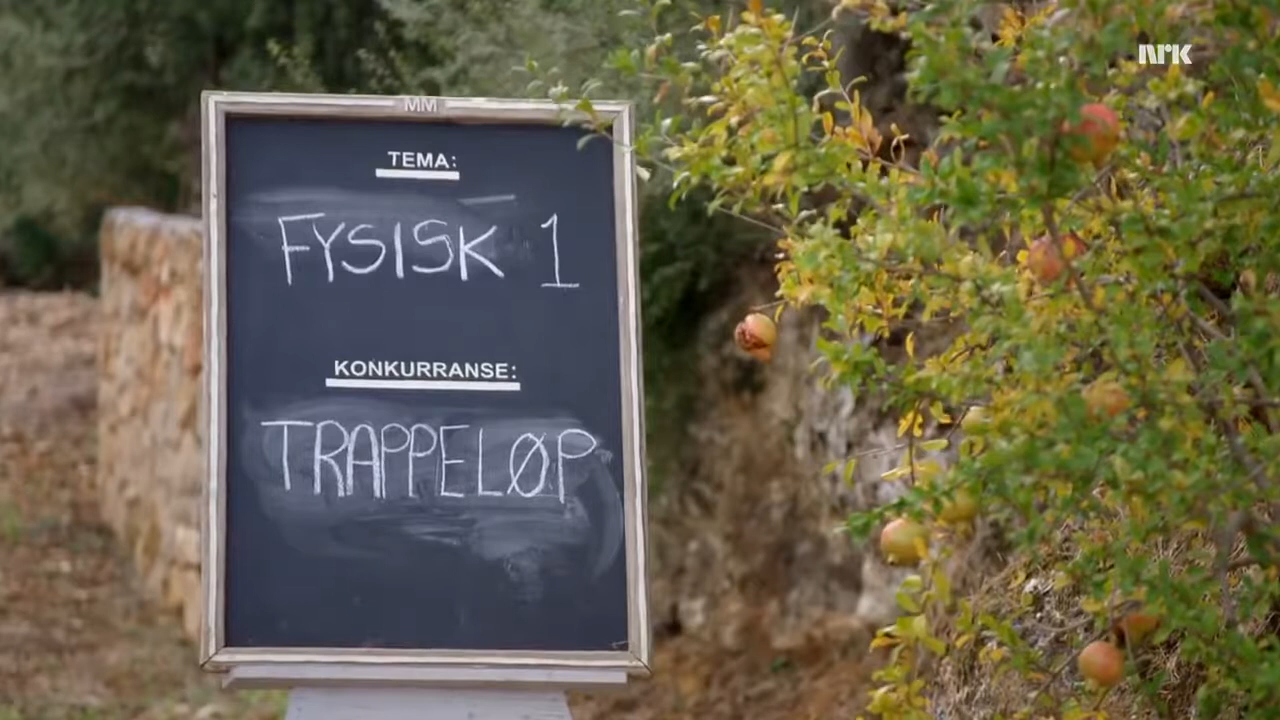 NRK
MM
TEMA:
FYSISK 1
KONKURRANSE:
TRAPPELØP